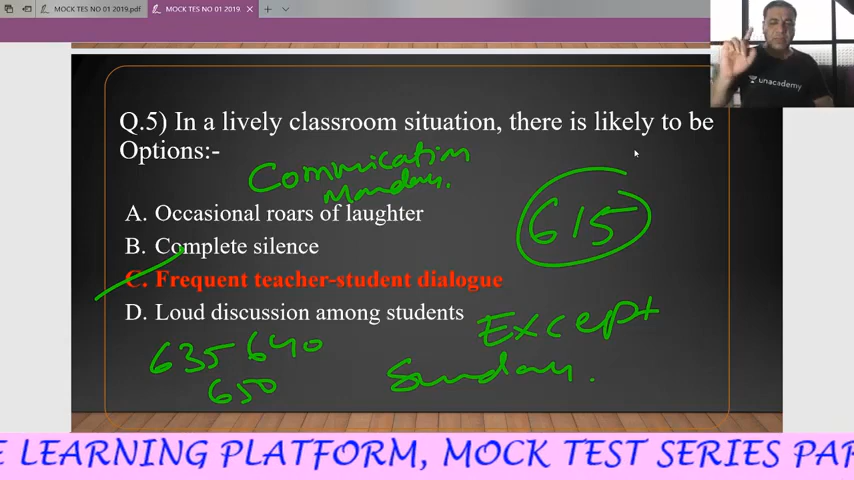 MOCK TES NO 01 2019.pdf
MOCK TES NO 01 2019.
unacademy
Q.5) In a lively classroom situation, there is likely to be
Options:-
Commuication
Monday.
A. Occasional roars of laughter
615
B. Complete silence
C. Frequent teacher-student dialogue
D. Loud discussion among students
Except
Sunday.
635 640
650
E LEARNING PLATFORM, MOCK TEST SERIES PAP